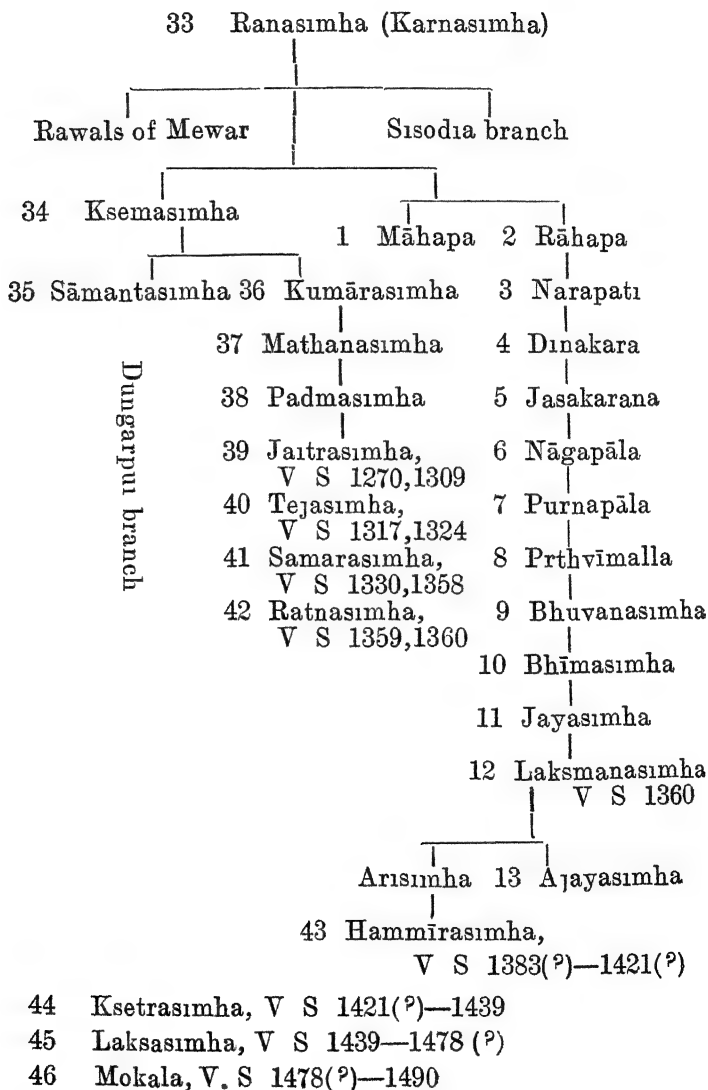 33 Ranasımha (Karnasımha)
Rawals of Mewar Sısodıa branch
34 Ksemasımha
1 Māhapa 2 Rāhapa
35 Sāmantasımha 36 Kumārasımha 3 Narapatı
37 Mathanasımha 4 Dınakara
Dungarpuı branch
38 Padmasımha 5 Jasakarana
39 Jaıtrasımha, 6 Nāgapāla
V S 1270,1309
40 Tejasımha, 7 Purnapāla
V S 1317,1324
41 Samarasımha, 8 Prthvīmalla
V S 1330,1358
42 Ratnasımha, 9 Bhuvanasımha
V S 1359,1360
10 Bhīmasımha
11 Jayasımha
12 Laksmanasımha
V S 1360
Arısımha 13 Ajayasımha
43 Hammīrasımha,
V S 1383(?)—1421(?)
44 Ksetrasımha, V S 1421(?)—1439
45 Laksasımha, V S 1439—1478 (?)
46 Mokala, V. S 1478(?)—1490